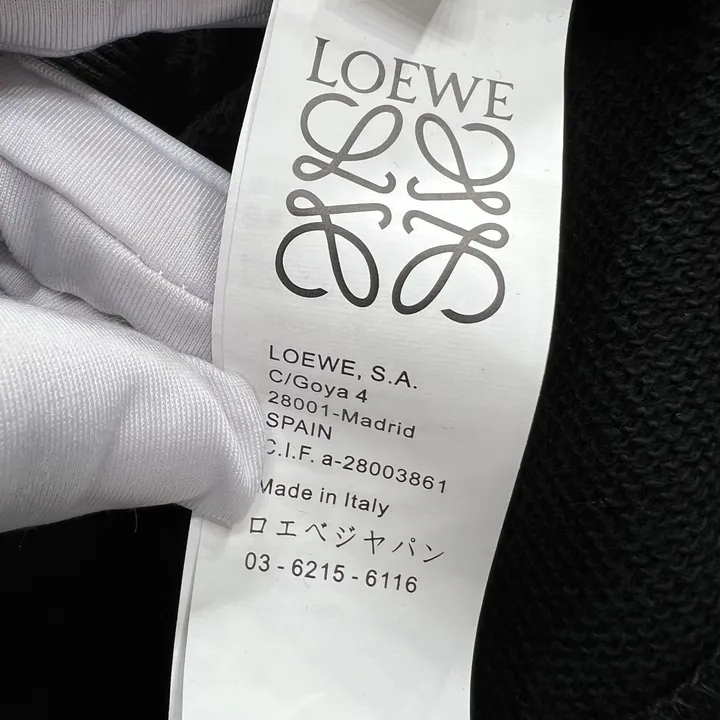 LOEWE
LOEWE, S.A.
C/Goya 4
28001-Madrid
SPAIN
C.I.F. a-28003861
Made in Italy
ロエベジヤパン
03 - 6215 - 6116